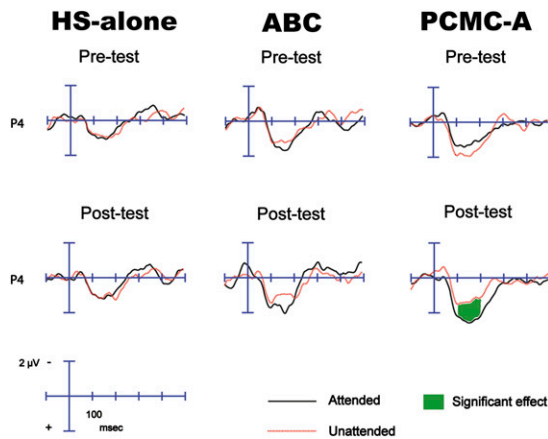 HS-alone ABC PCMC-A
Pre-test Pre-test Pre-test
P4
Post-test Post-test Post-test
P4
2 µV -
100
+ msec
Attended Significant effect
Unattended